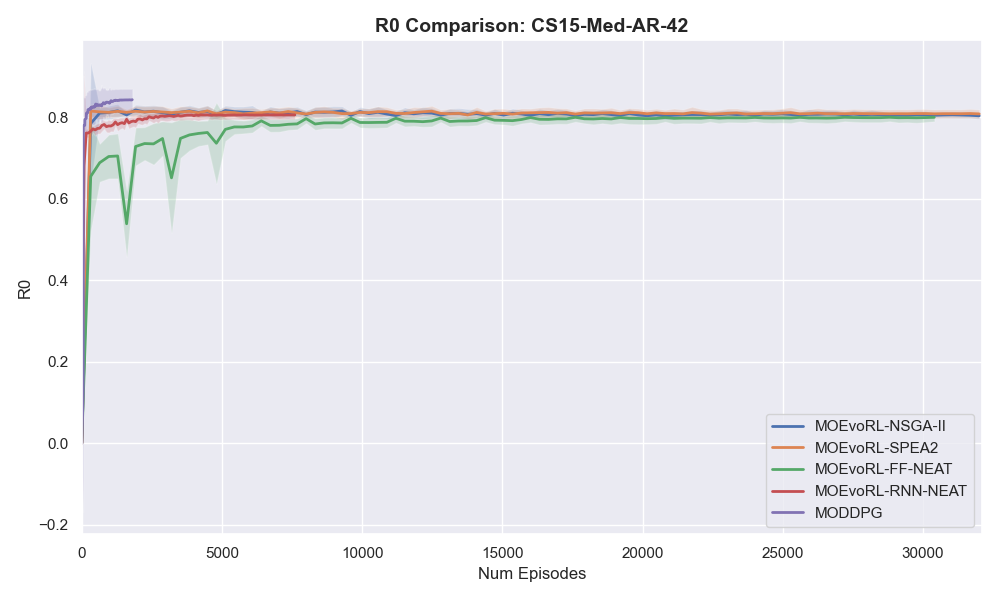 R0 Comparison: CS15-Med-AR-42
R0
0.8
0.6
0.4
0.2
0.0
−0.2
0 5000 10000 15000 20000 25000 30000
Num Episodes
MOEvoRL-NSGA-II
MOEvoRL-SPEA2
MOEvoRL-FF-NEAT
MOEvoRL-RNN-NEAT
MODDPG